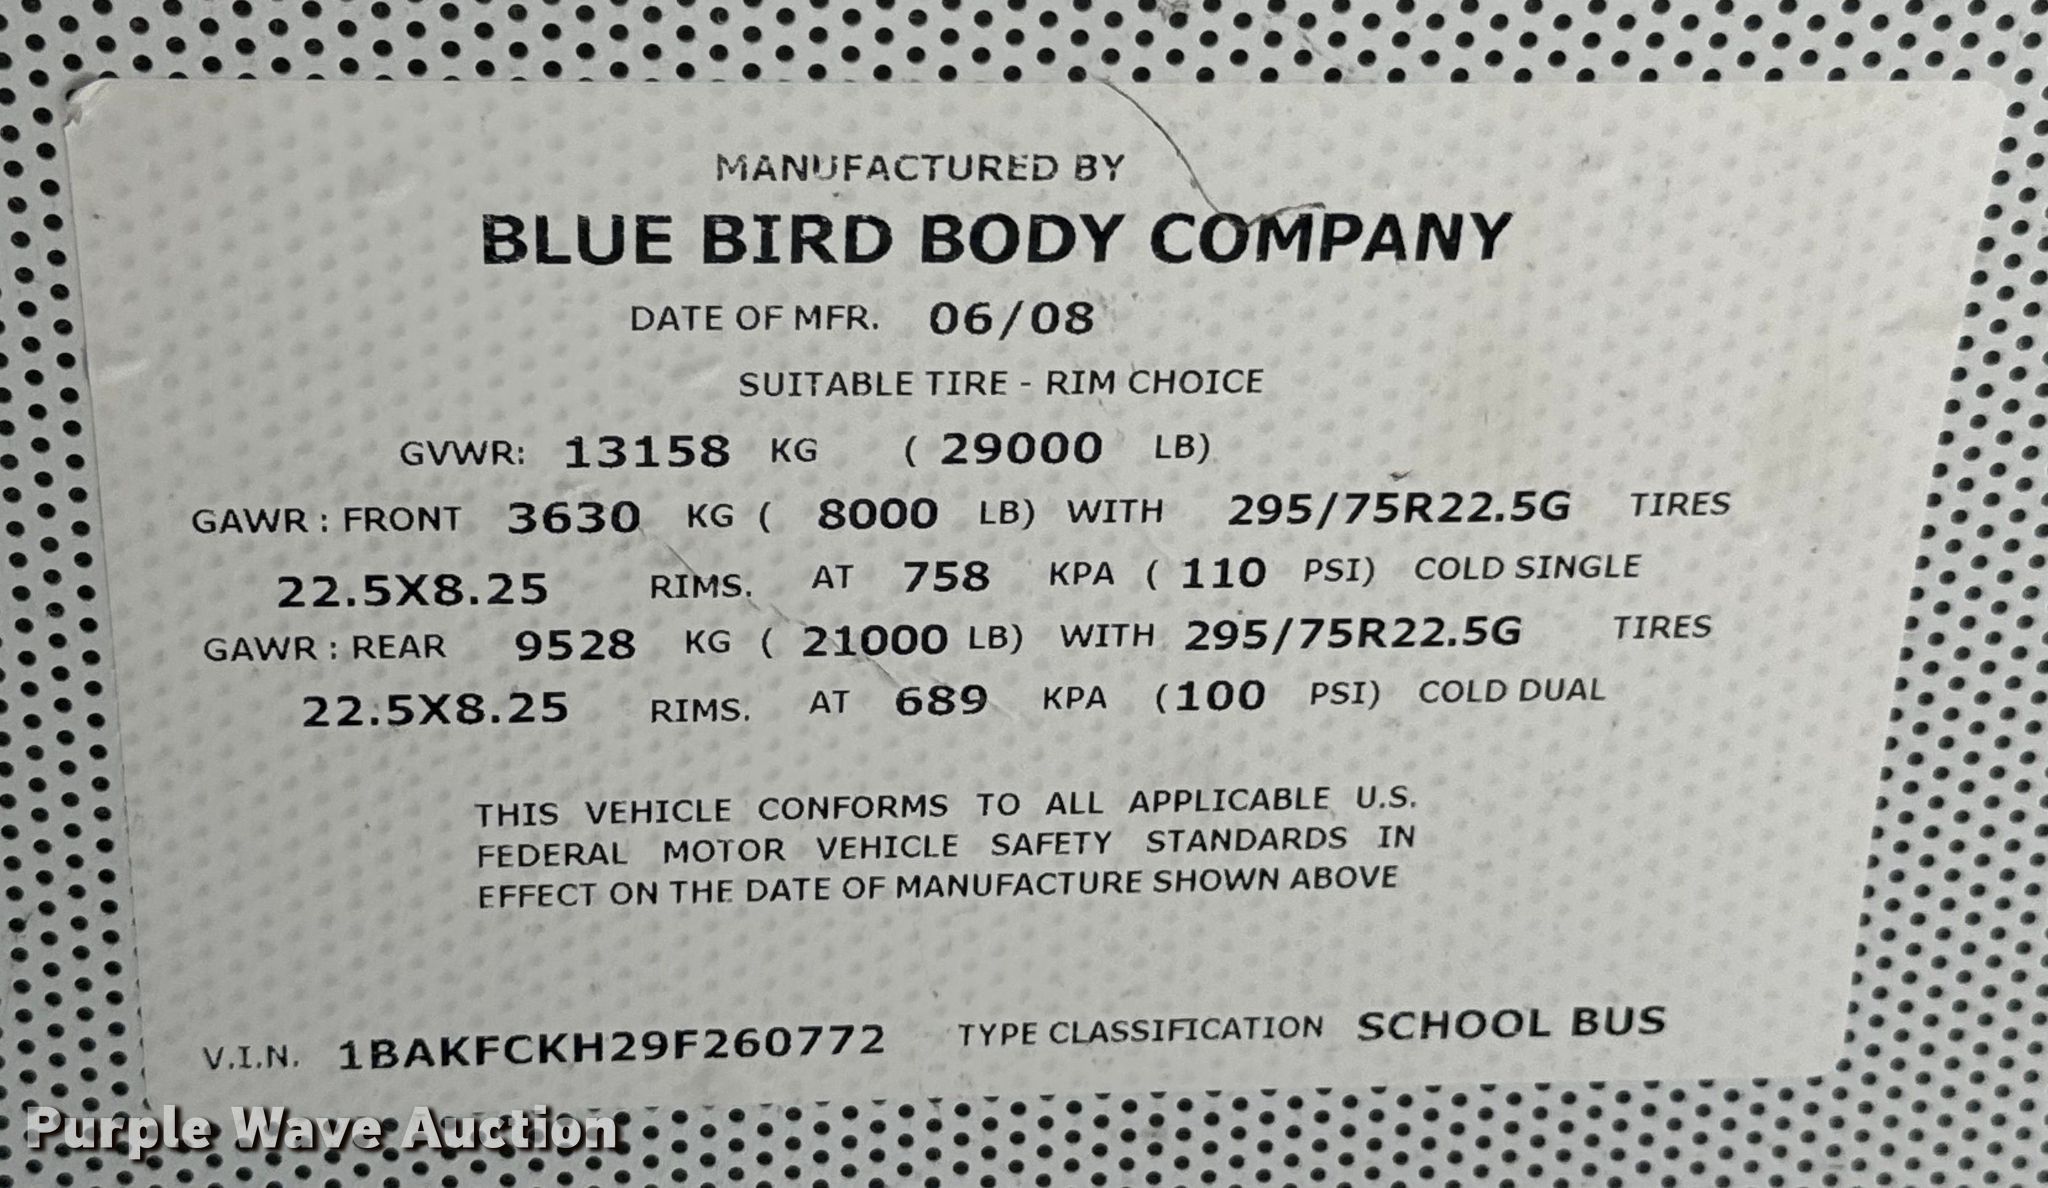 MANUFACTURED BY
BLUE BIRD BODY COMPANY
DATE OF MFR. 06/08
SUITABLE TIRE - RIM CHOICE
GVWR: 13158 KG ( 29000 LB)
GAWR : FRONT 3630 KG ( 8000 LB) WITH 295/75R22.5G TIRES
22.5X8.25 RIMS. AT 758 KPA ( 110 PSI) COLD SINGLE
GAWR : REAR 9528 KG ( 21000 LB) WITH 295/75R22.5G TIRES
22.5X8.25 RIMS. AT 689 KPA (100 PSI) COLD DUAL
THIS VEHICLE CONFORMS TO ALL APPLICABLE U.S.
FEDERAL MOTOR VEHICLE SAFETY STANDARDS IN
EFFECT ON THE DATE OF MANUFACTURE SHOWN ABOVE
V.I.N. 1BAKFCKH29F260772 TYPE CLASSIFICATION SCHOOL BUS
Purple Wave Auction